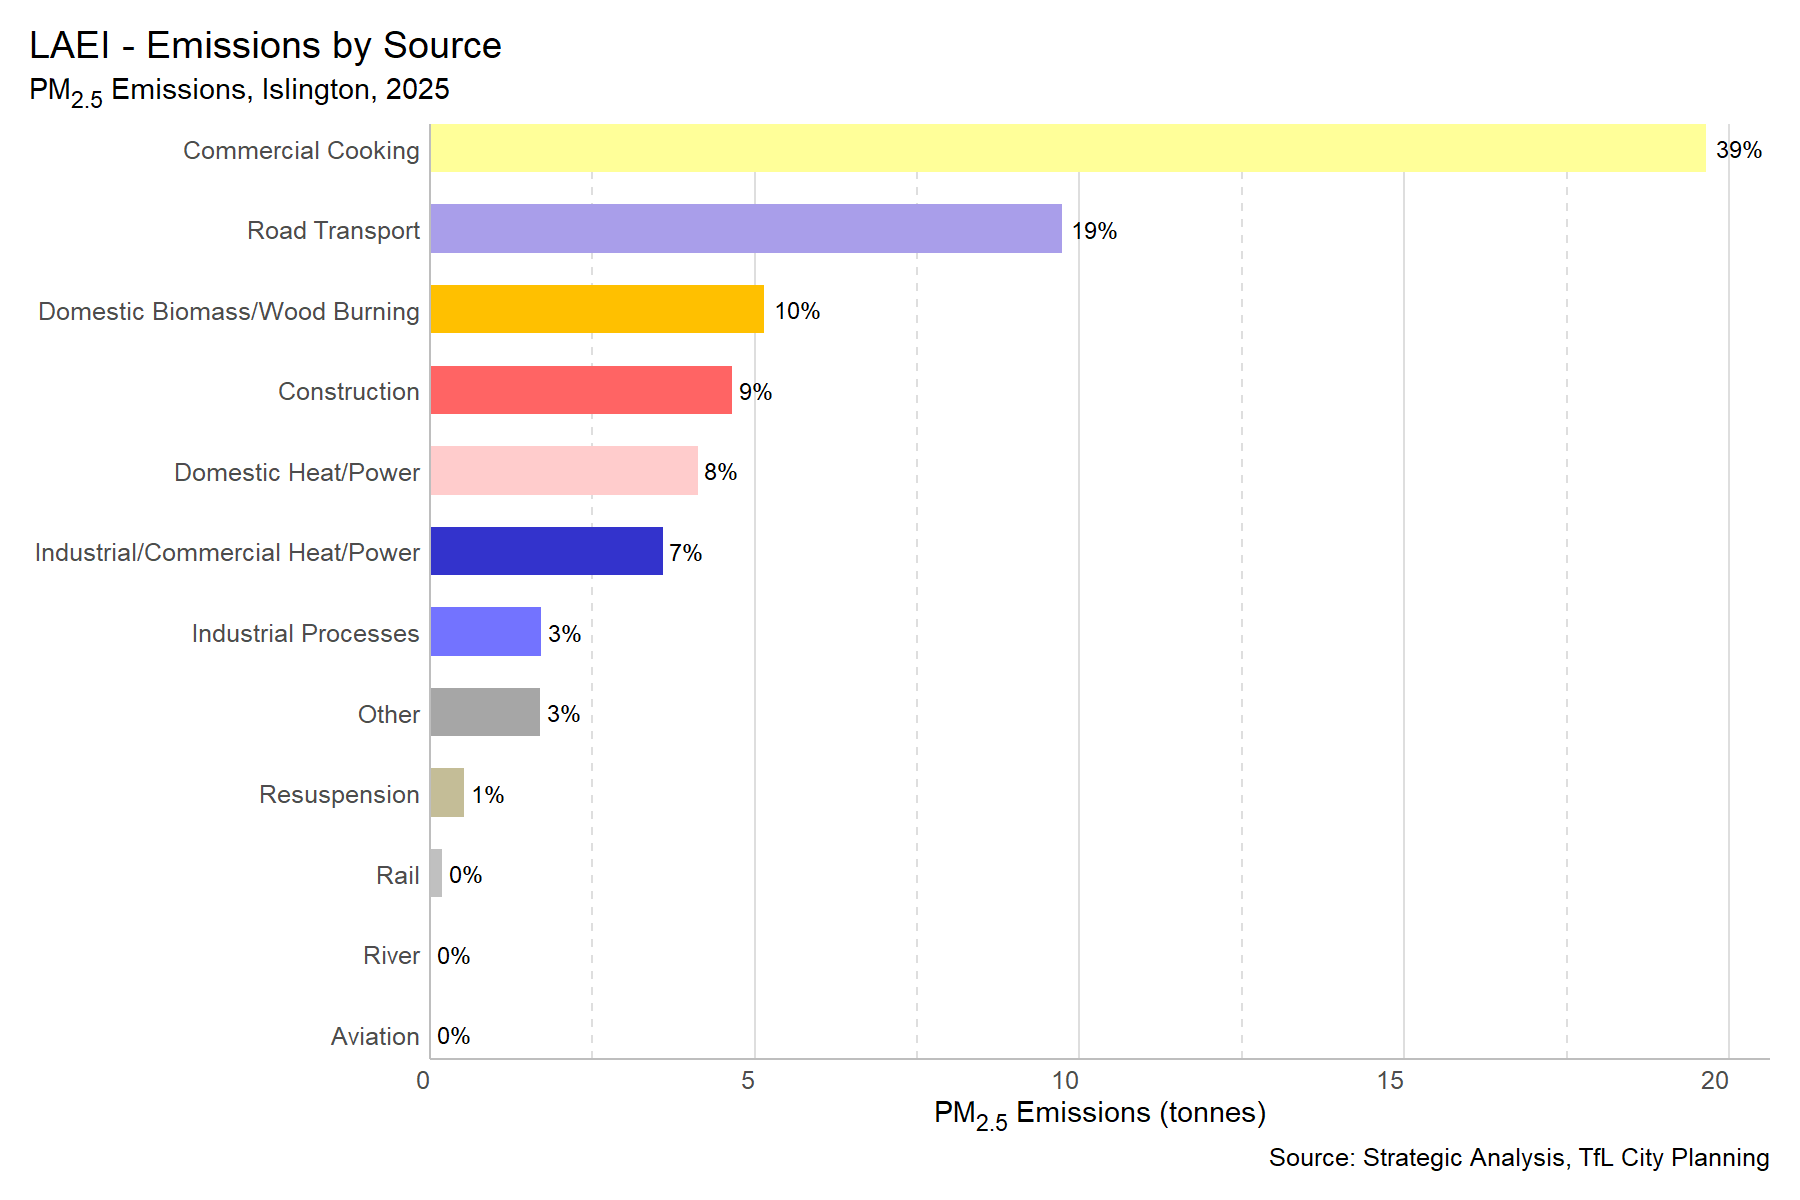 LAEI - Emissions by Source
PM2.5 Emissions, Islington, 2025
Commercial Cooking 39%
Road Transport 19%
Domestic Biomass/Wood Burning 10%
Construction 9%
Domestic Heat/Power 8%
Industrial/Commercial Heat/Power 7%
Industrial Processes 3%
Other 3%
Resuspension 1%
Rail 0%
River 0%
Aviation 0%
0 5 10 15 20
PM2.5 Emissions (tonnes)
Source: Strategic Analysis, TfL City Planning